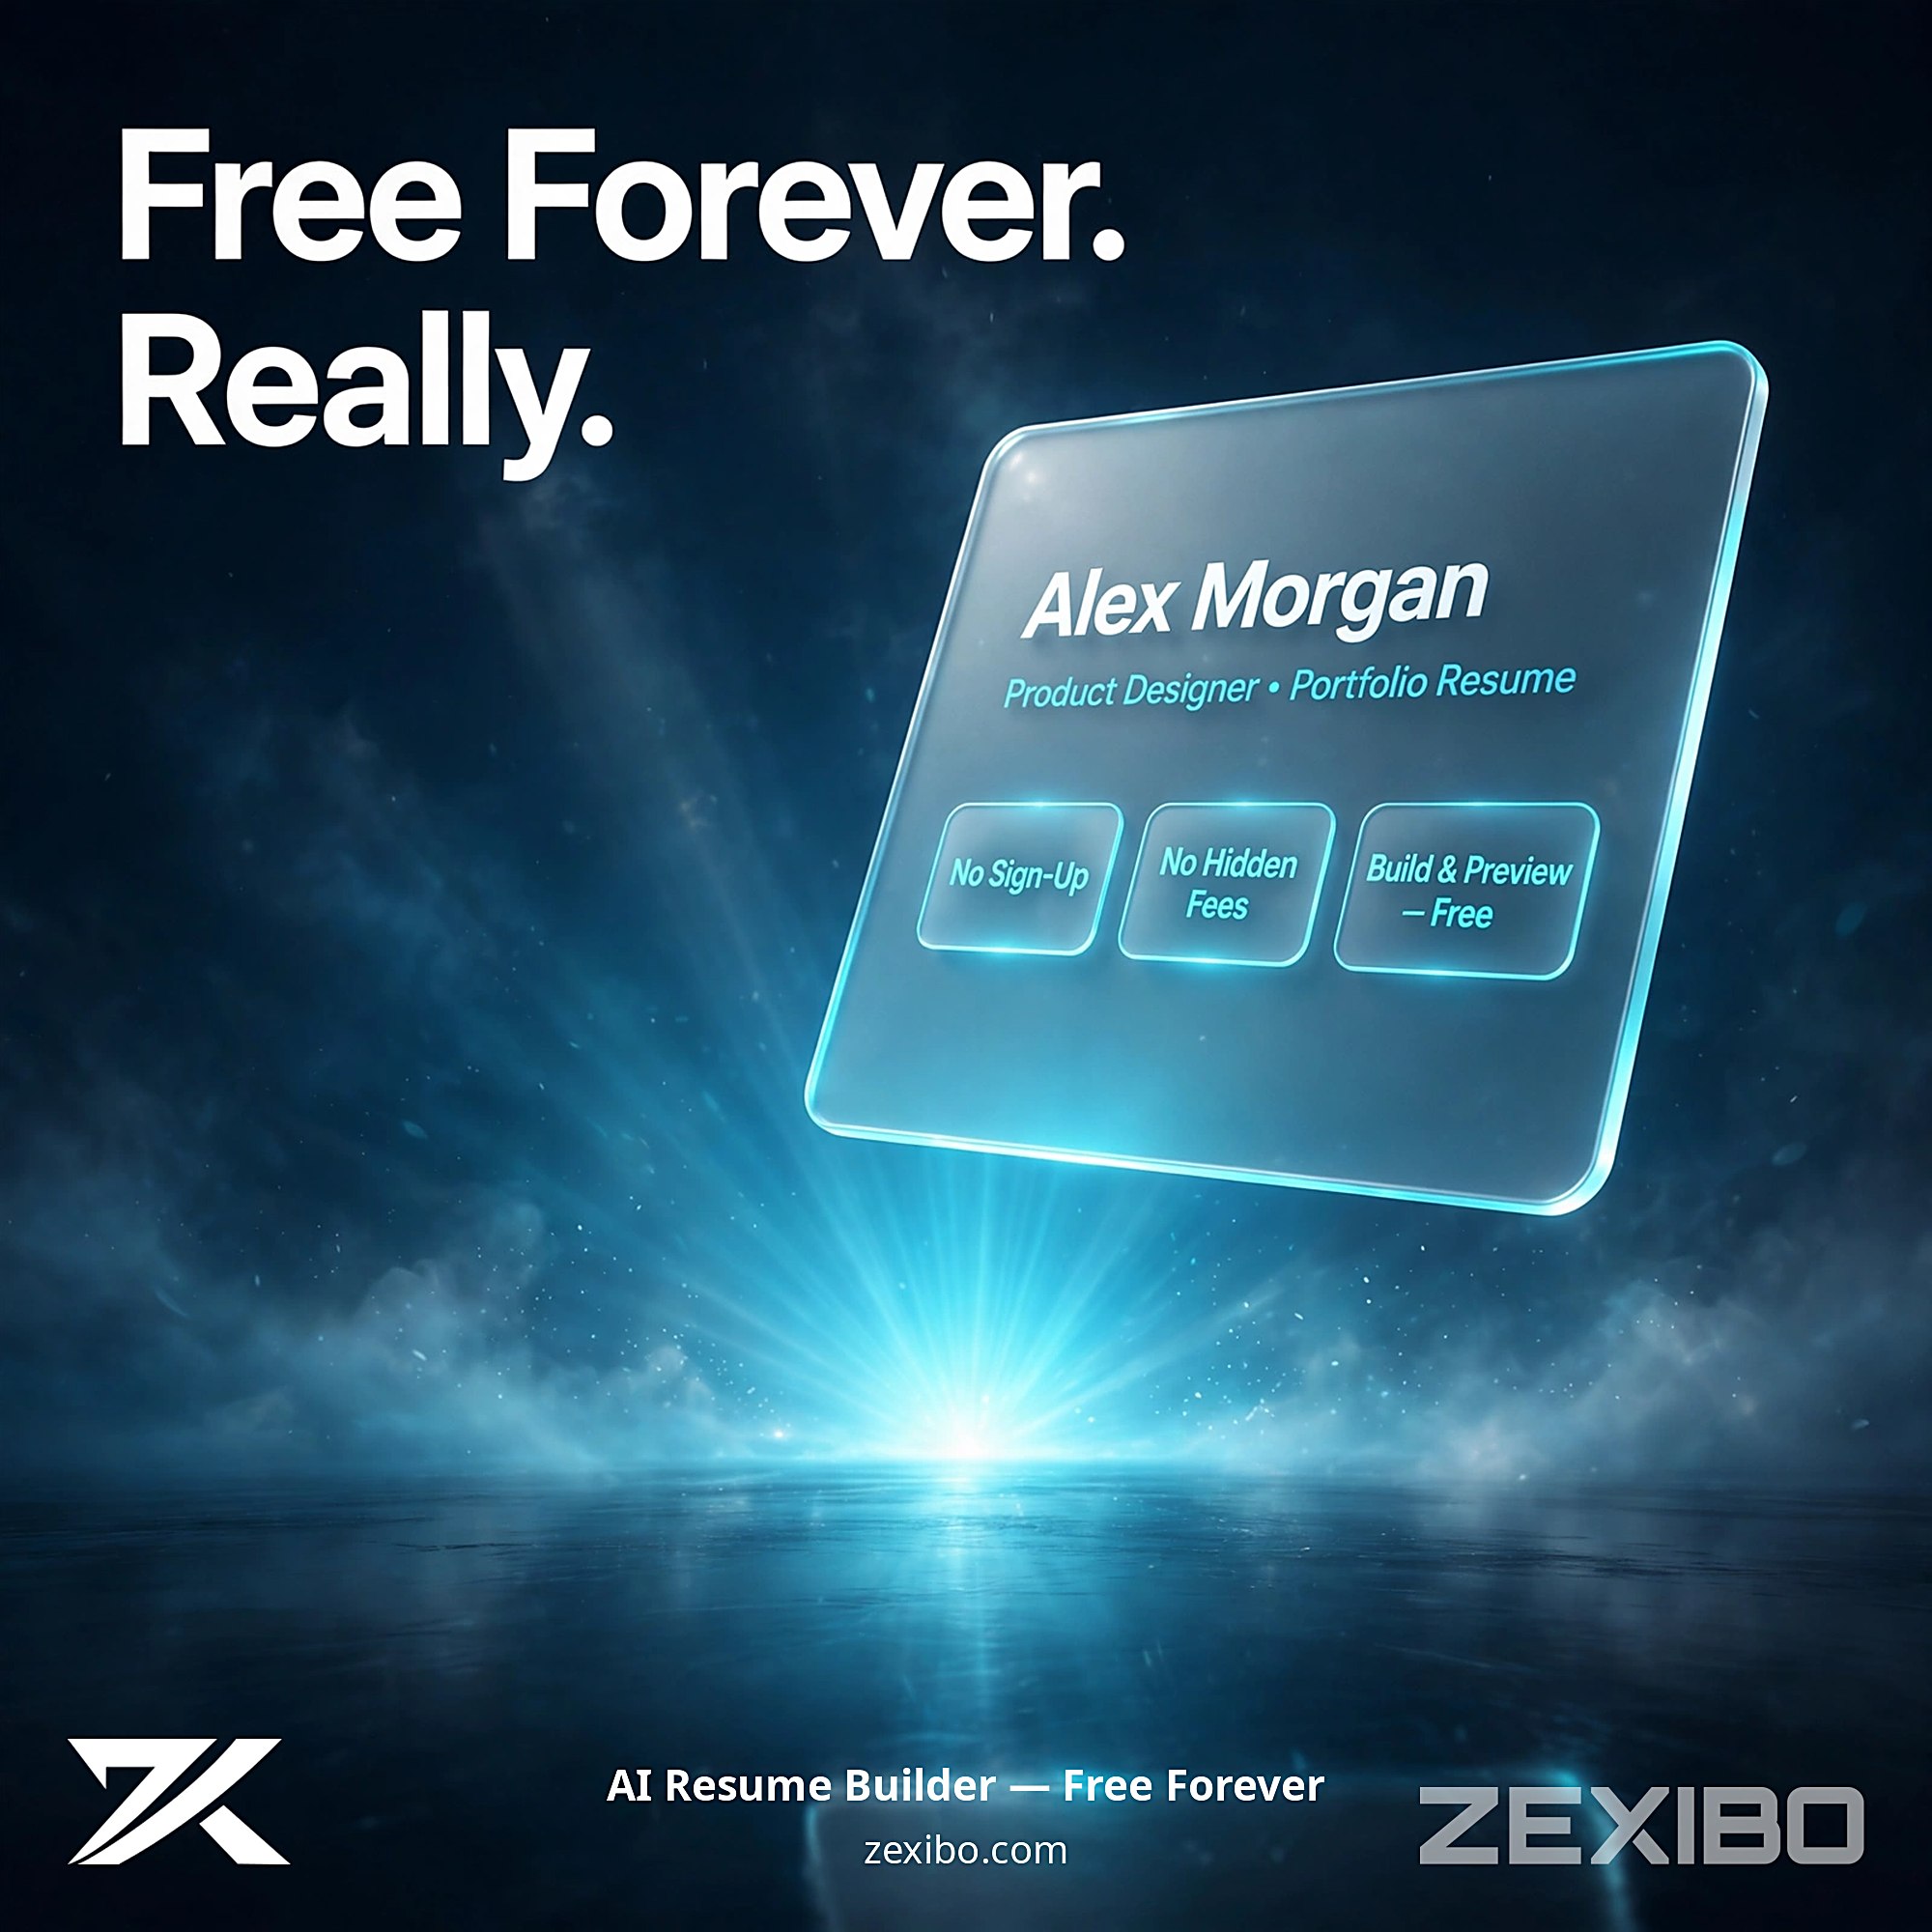 Free Forever.
Really.
Alex Morgan
Product Designer • Portfolio Resume
No Sign-Up
No Hidden
Fees
Build & Preview
— Free
AI Resume Builder — Free Forever
zexibo.com
ZEXIBO